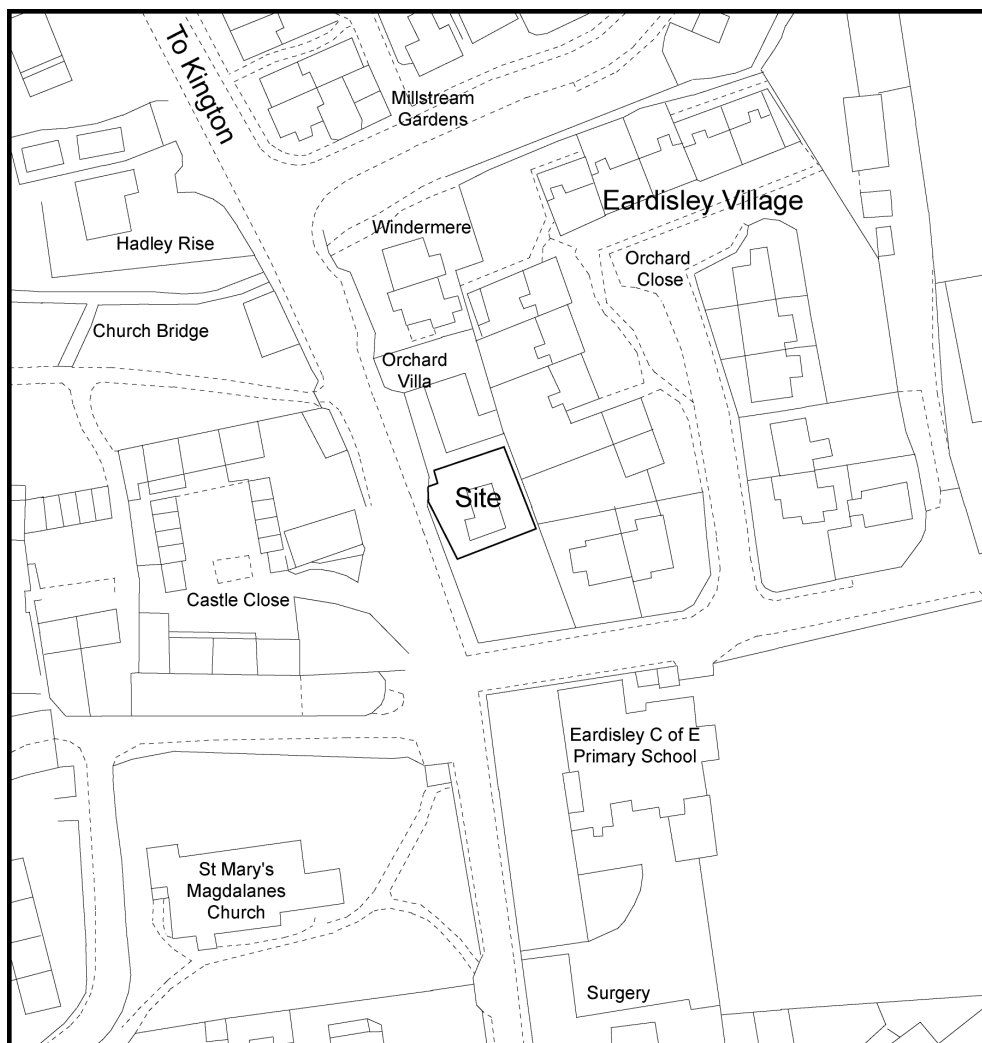 To Kington
Millstream
Gardens
Eardisley Village
Windermere
Hadley Rise
Orchard
Close
Church Bridge
Orchard
Villa
Site
Castle Close
Eardisley C of E
Primary School
St Mary's
Magdalanes
Church
Surgery